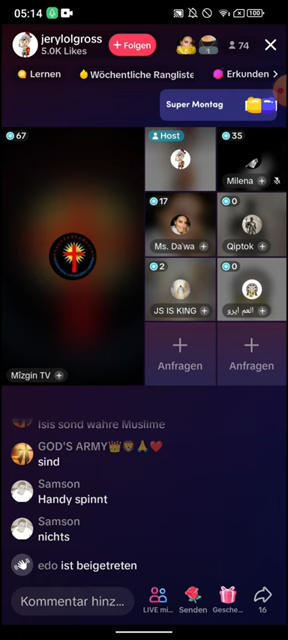 05:14
100
jerylolgross
5.0K Likes
+ Folgen
1
74
Lernen
Wöchentliche Rangliste
Erkunden
Super Montag
67
Host
35
Milena
17
0
Ms. Da'wa
Qiptok
2
0
JS IS KING
العم ايرو
Mîzgin TV
Anfragen
Anfragen
Isis sond wahre Muslime
GOD'S ARMY👑🦁🙏❤️
sind
Samson
Handy spinnt
Samson
nichts
edo ist beigetreten
Kommentar hinz...
LIVE mi...
Senden
Gesche...
16